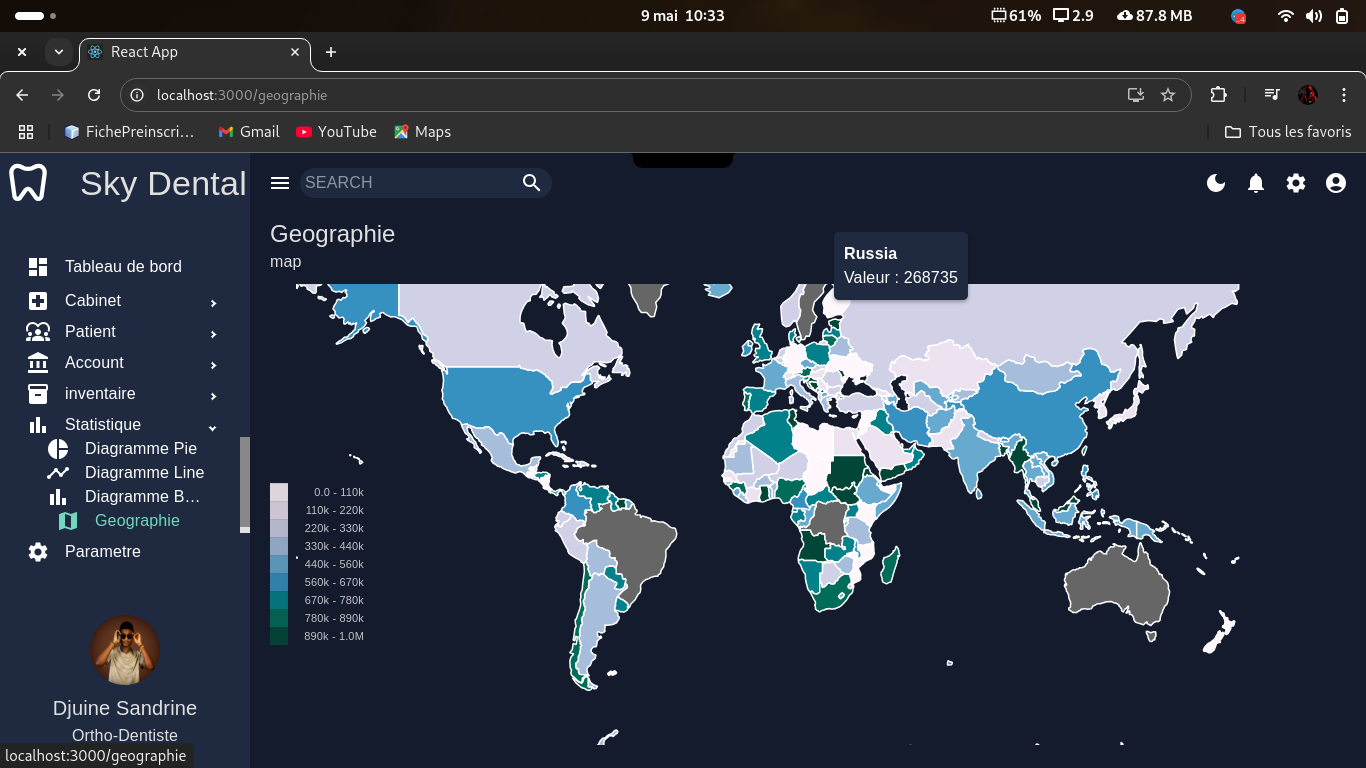 9 mai 10:33
61% 2.9 87.8 MB
React App
localhost:3000/geographie
FichePreinscri... Gmail YouTube Maps Tous les favoris
Sky Dental
SEARCH
Geographie
map
Russia
Valeur : 268735
Tableau de bord
Cabinet
Patient
Account
inventaire
Statistique
Diagramme Pie
Diagramme Line
Diagramme B...
Geographie
Parametre
0.0 - 110k
110k - 220k
220k - 330k
330k - 440k
440k - 560k
560k - 670k
670k - 780k
780k - 890k
890k - 1.0M
Djuine Sandrine
Ortho-Dentiste
localhost:3000/geographie